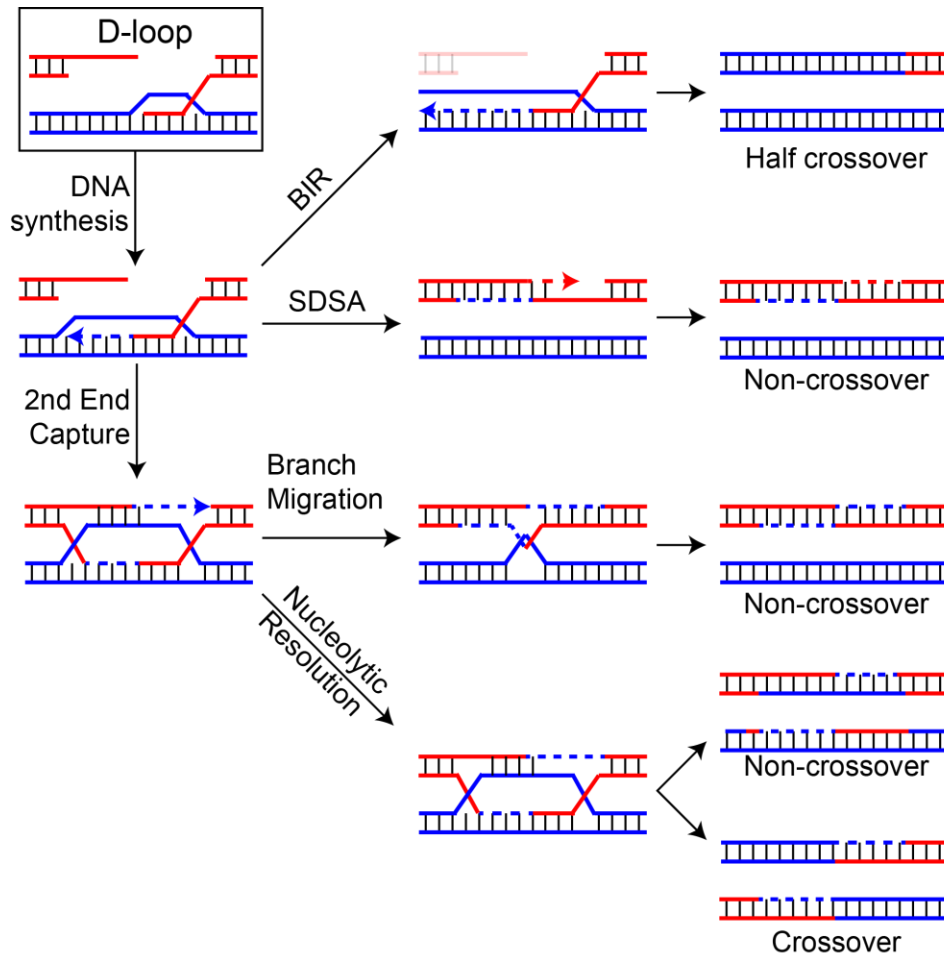 D-loop
DNA
synthesis
BIR
Half crossover
SDSA
Non-crossover
2nd End
Capture
Branch
Migration
Non-crossover
Nucleolytic
Resolution
Non-crossover
Crossover